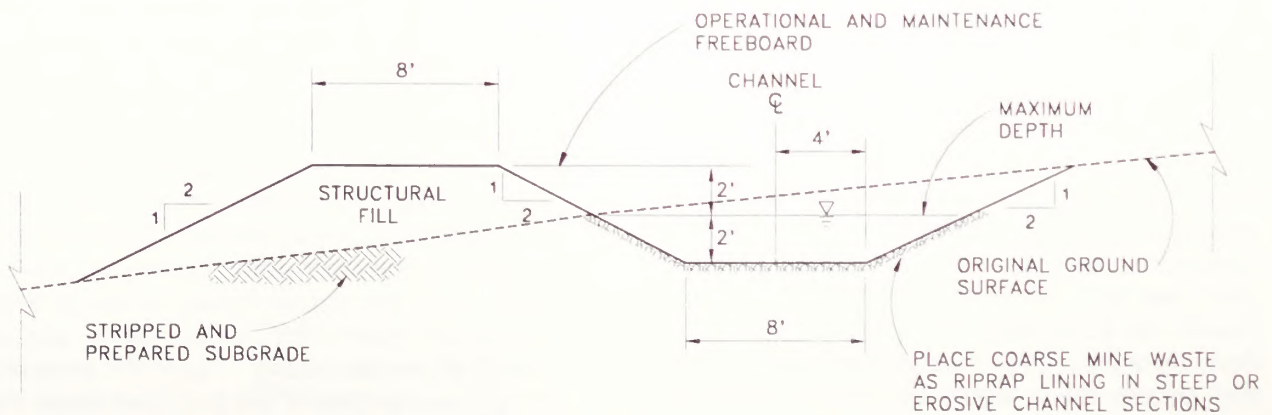 OPERATIONAL AND MAINTENANCE
FREEBOARD
8'
CHANNEL
℄
MAXIMUM
DEPTH
4'
2
1
STRUCTURAL
FILL
1
2
2'
2'
1
2
ORIGINAL GROUND
SURFACE
STRIPPED AND
PREPARED SUBGRADE
8'
PLACE COARSE MINE WASTE
AS RIPRAP LINING IN STEEP OR
EROSIVE CHANNEL SECTIONS